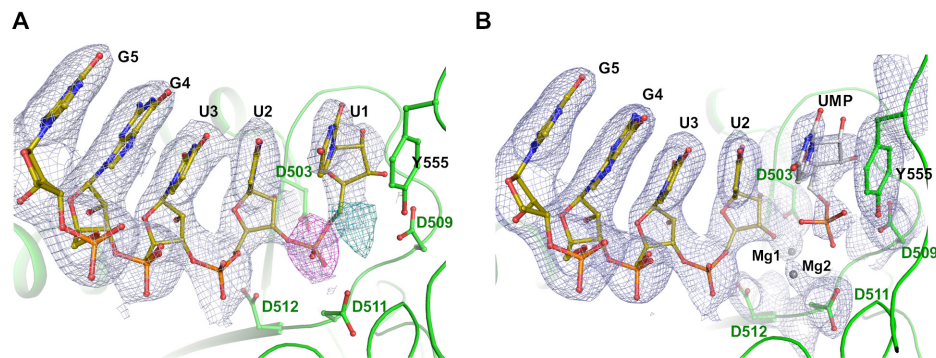 A
G5
G4
U3
U2
U1
D503
Y555
D509
D512
D511
B
G5
G4
U3
U2
UMP
D503
Y555
D509
Mg1
Mg2
D511
D512